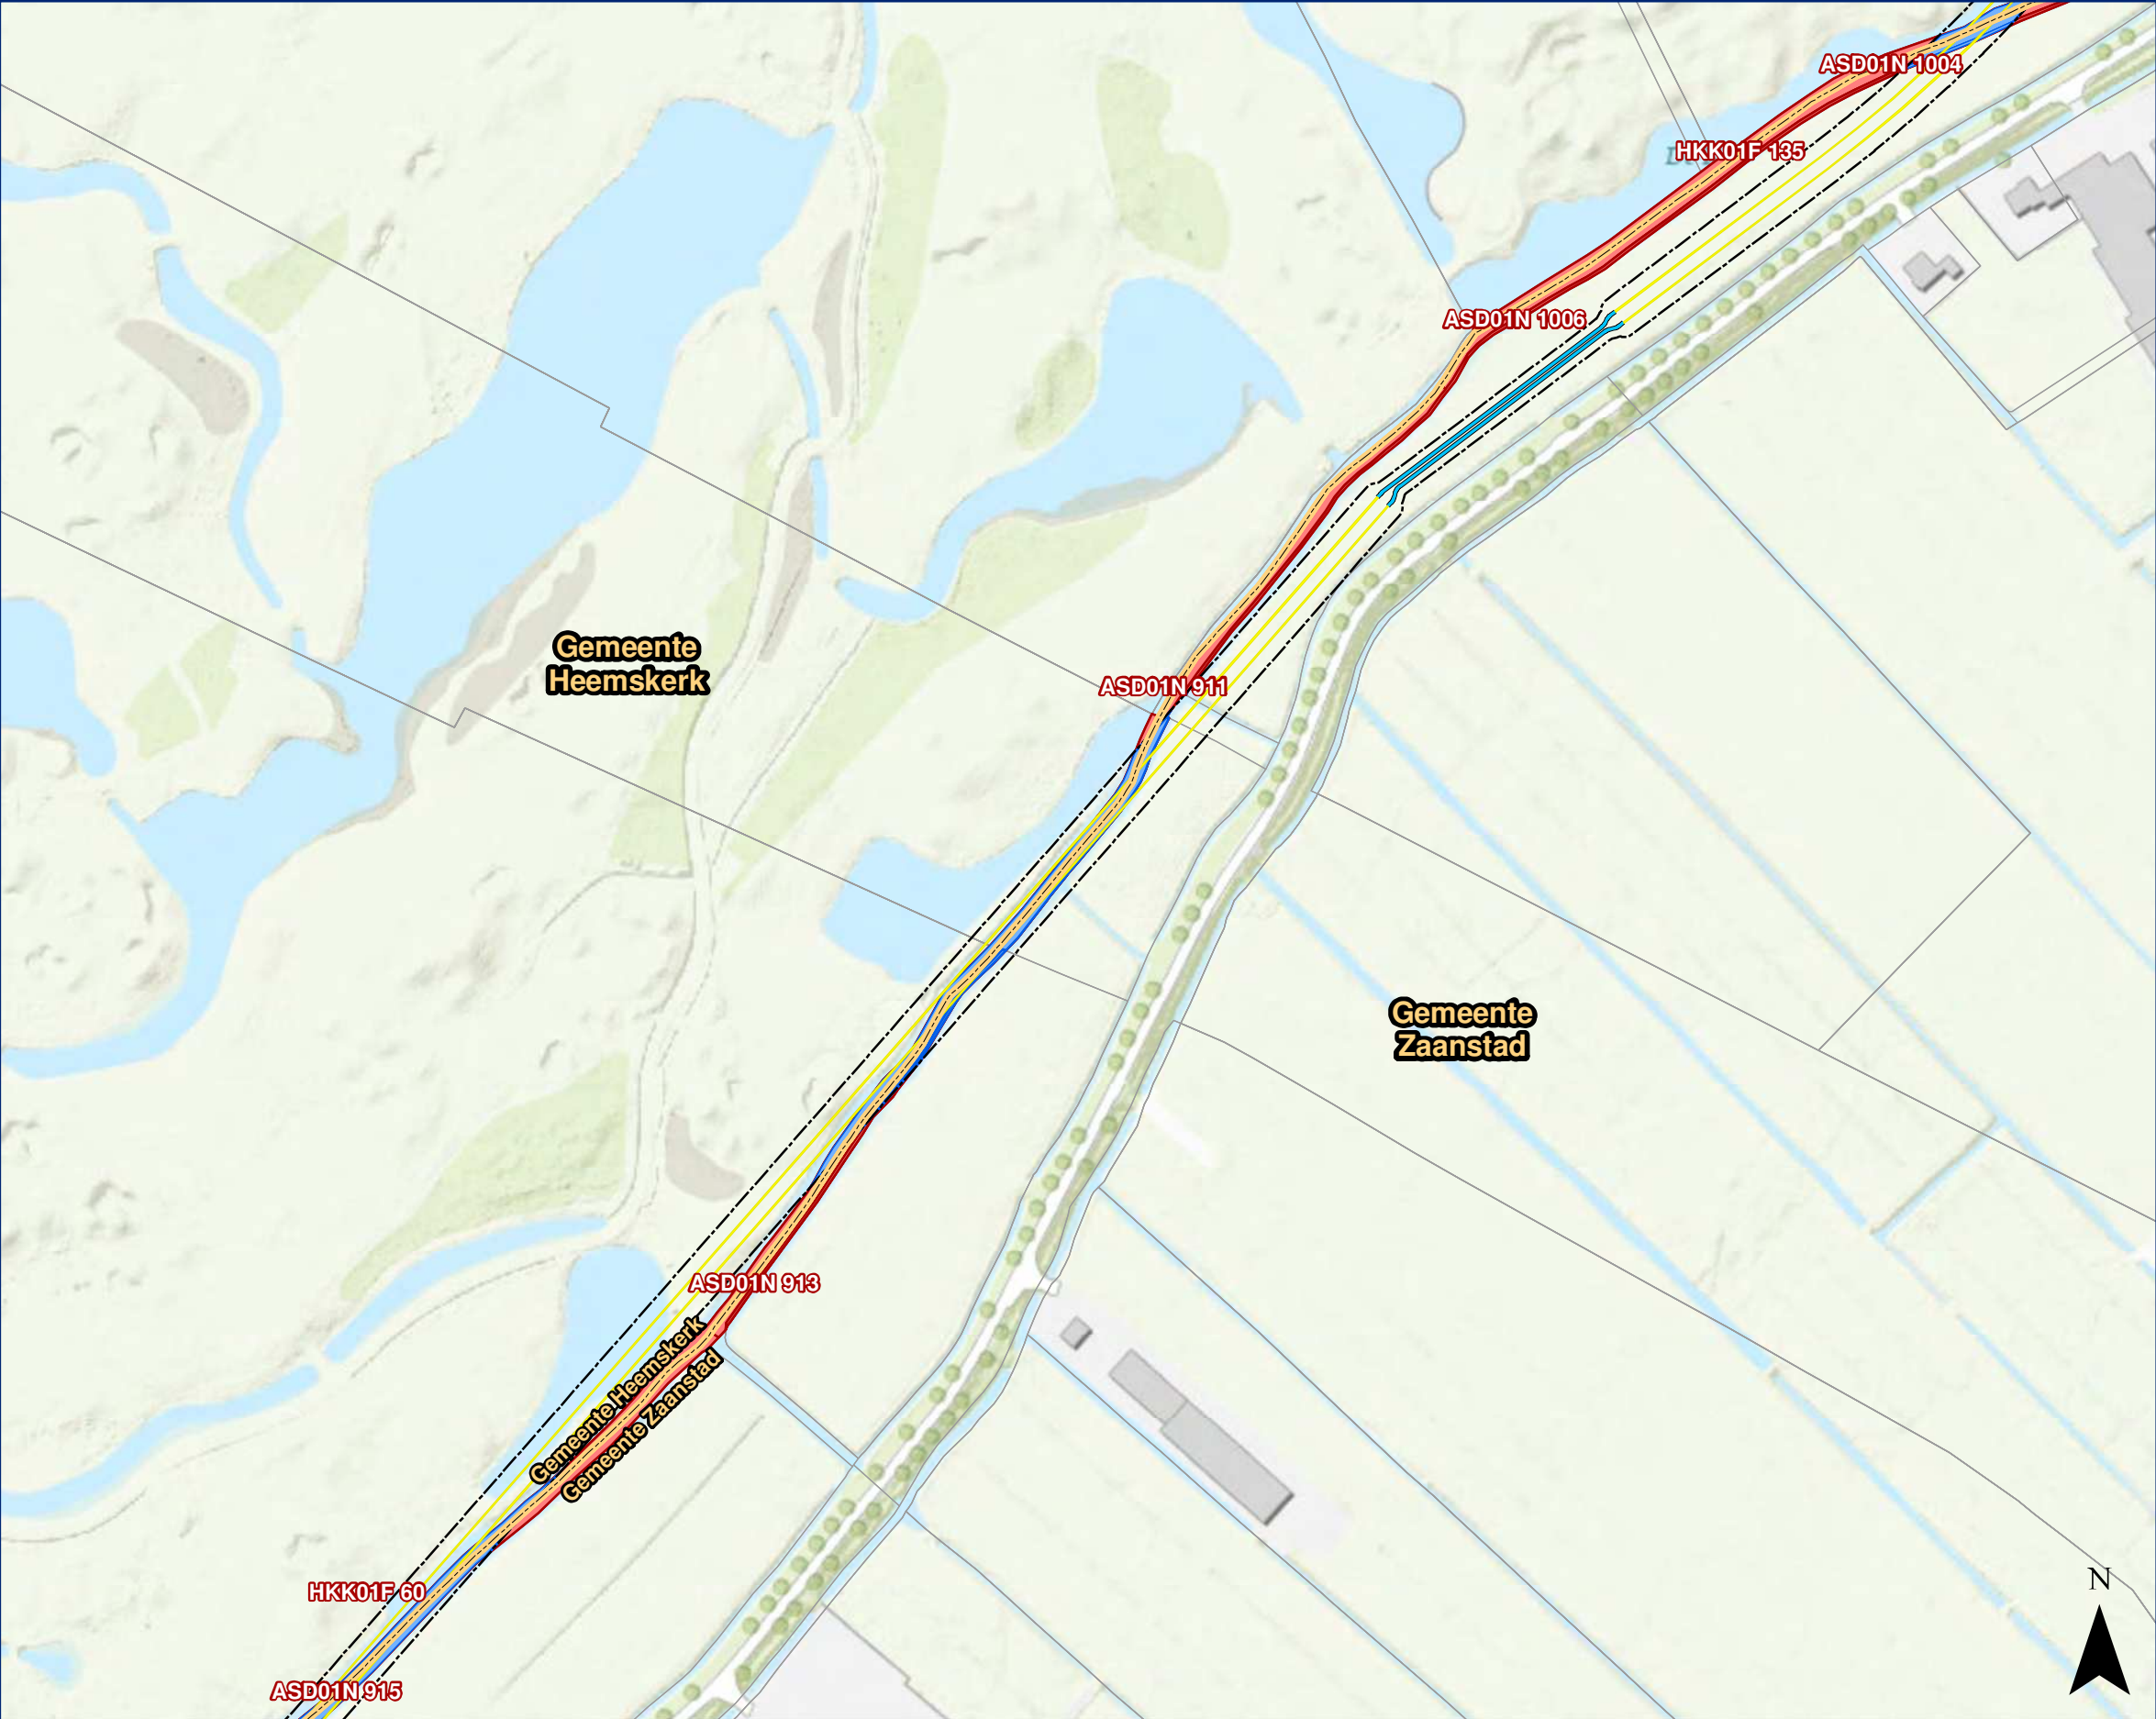 ASD01N 1004
HKK01F 135
ASD01N 1006
Gemeente
Heemskerk
ASD01N 911
Gemeente
Zaanstad
ASD01N 913
Gemeente Heemskerk
Gemeente Zaanstad
HKK01F 60
ASD01N 915
N